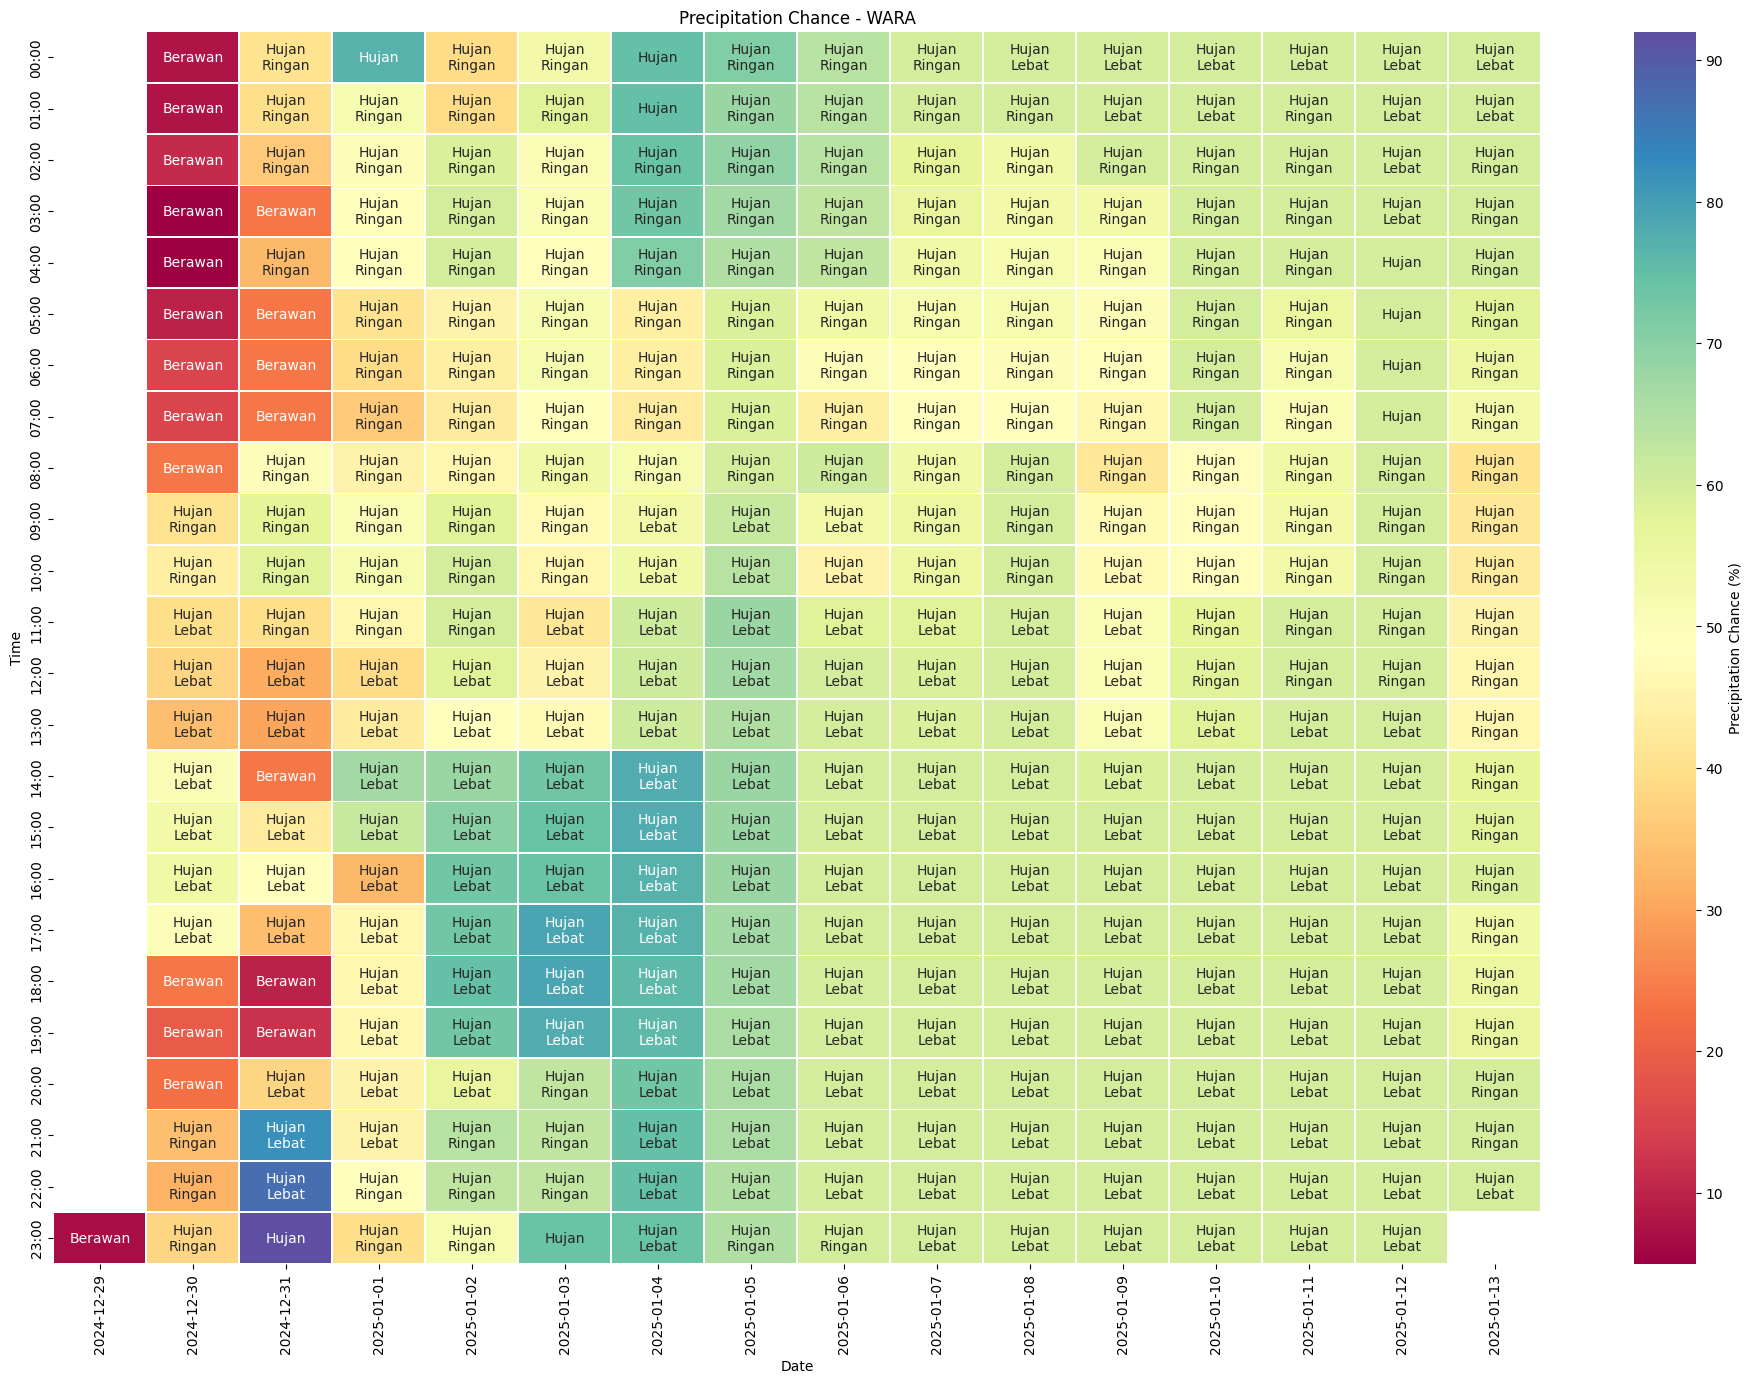 Precipitation Chance - WARA
00:00 Berawan Hujan Ringan Hujan Hujan Ringan Hujan Ringan Hujan Hujan Ringan Hujan Ringan Hujan Ringan Hujan Lebat Hujan Lebat Hujan Lebat Hujan Lebat Hujan Lebat Hujan Lebat
01:00 Berawan Hujan Ringan Hujan Ringan Hujan Ringan Hujan Ringan Hujan Hujan Ringan Hujan Ringan Hujan Ringan Hujan Ringan Hujan Lebat Hujan Lebat Hujan Ringan Hujan Lebat Hujan Lebat
02:00 Berawan Hujan Ringan Hujan Ringan Hujan Ringan Hujan Ringan Hujan Ringan Hujan Ringan Hujan Ringan Hujan Ringan Hujan Ringan Hujan Ringan Hujan Ringan Hujan Ringan Hujan Lebat Hujan Ringan
03:00 Berawan Berawan Hujan Ringan Hujan Ringan Hujan Ringan Hujan Ringan Hujan Ringan Hujan Ringan Hujan Ringan Hujan Ringan Hujan Ringan Hujan Ringan Hujan Ringan Hujan Lebat Hujan Ringan
04:00 Berawan Hujan Ringan Hujan Ringan Hujan Ringan Hujan Ringan Hujan Ringan Hujan Ringan Hujan Ringan Hujan Ringan Hujan Ringan Hujan Ringan Hujan Ringan Hujan Ringan Hujan Hujan Ringan
05:00 Berawan Berawan Hujan Ringan Hujan Ringan Hujan Ringan Hujan Ringan Hujan Ringan Hujan Ringan Hujan Ringan Hujan Ringan Hujan Ringan Hujan Ringan Hujan Ringan Hujan Hujan Ringan
06:00 Berawan Berawan Hujan Ringan Hujan Ringan Hujan Ringan Hujan Ringan Hujan Ringan Hujan Ringan Hujan Ringan Hujan Ringan Hujan Ringan Hujan Ringan Hujan Ringan Hujan Hujan Ringan
07:00 Berawan Berawan Hujan Ringan Hujan Ringan Hujan Ringan Hujan Ringan Hujan Ringan Hujan Ringan Hujan Ringan Hujan Ringan Hujan Ringan Hujan Ringan Hujan Ringan Hujan Hujan Ringan
08:00 Berawan Hujan Ringan Hujan Ringan Hujan Ringan Hujan Ringan Hujan Ringan Hujan Ringan Hujan Ringan Hujan Ringan Hujan Ringan Hujan Ringan Hujan Ringan Hujan Ringan Hujan Ringan Hujan Ringan
09:00 Hujan Ringan Hujan Ringan Hujan Ringan Hujan Ringan Hujan Ringan Hujan Lebat Hujan Lebat Hujan Lebat Hujan Ringan Hujan Ringan Hujan Ringan Hujan Ringan Hujan Ringan Hujan Ringan Hujan Ringan
10:00 Hujan Ringan Hujan Ringan Hujan Ringan Hujan Ringan Hujan Ringan Hujan Lebat Hujan Lebat Hujan Lebat Hujan Ringan Hujan Ringan Hujan Lebat Hujan Ringan Hujan Ringan Hujan Ringan Hujan Ringan
11:00 Hujan Lebat Hujan Ringan Hujan Ringan Hujan Ringan Hujan Lebat Hujan Lebat Hujan Lebat Hujan Lebat Hujan Lebat Hujan Lebat Hujan Lebat Hujan Ringan Hujan Ringan Hujan Ringan Hujan Ringan
12:00 Hujan Lebat Hujan Lebat Hujan Lebat Hujan Lebat Hujan Lebat Hujan Lebat Hujan Lebat Hujan Lebat Hujan Lebat Hujan Lebat Hujan Lebat Hujan Ringan Hujan Ringan Hujan Ringan Hujan Ringan
13:00 Hujan Lebat Hujan Lebat Hujan Lebat Hujan Lebat Hujan Lebat Hujan Lebat Hujan Lebat Hujan Lebat Hujan Lebat Hujan Lebat Hujan Lebat Hujan Lebat Hujan Lebat Hujan Lebat Hujan Ringan
14:00 Hujan Lebat Berawan Hujan Lebat Hujan Lebat Hujan Lebat Hujan Lebat Hujan Lebat Hujan Lebat Hujan Lebat Hujan Lebat Hujan Lebat Hujan Lebat Hujan Lebat Hujan Lebat Hujan Ringan
15:00 Hujan Lebat Hujan Lebat Hujan Lebat Hujan Lebat Hujan Lebat Hujan Lebat Hujan Lebat Hujan Lebat Hujan Lebat Hujan Lebat Hujan Lebat Hujan Lebat Hujan Lebat Hujan Lebat Hujan Ringan
16:00 Hujan Lebat Hujan Lebat Hujan Lebat Hujan Lebat Hujan Lebat Hujan Lebat Hujan Lebat Hujan Lebat Hujan Lebat Hujan Lebat Hujan Lebat Hujan Lebat Hujan Lebat Hujan Lebat Hujan Ringan
17:00 Hujan Lebat Hujan Lebat Hujan Lebat Hujan Lebat Hujan Lebat Hujan Lebat Hujan Lebat Hujan Lebat Hujan Lebat Hujan Lebat Hujan Lebat Hujan Lebat Hujan Lebat Hujan Lebat Hujan Ringan
18:00 Berawan Berawan Hujan Lebat Hujan Lebat Hujan Lebat Hujan Lebat Hujan Lebat Hujan Lebat Hujan Lebat Hujan Lebat Hujan Lebat Hujan Lebat Hujan Lebat Hujan Lebat Hujan Ringan
19:00 Berawan Berawan Hujan Lebat Hujan Lebat Hujan Lebat Hujan Lebat Hujan Lebat Hujan Lebat Hujan Lebat Hujan Lebat Hujan Lebat Hujan Lebat Hujan Lebat Hujan Lebat Hujan Ringan
20:00 Berawan Hujan Lebat Hujan Lebat Hujan Lebat Hujan Ringan Hujan Lebat Hujan Lebat Hujan Lebat Hujan Lebat Hujan Lebat Hujan Lebat Hujan Lebat Hujan Lebat Hujan Lebat Hujan Ringan
21:00 Hujan Ringan Hujan Lebat Hujan Lebat Hujan Ringan Hujan Ringan Hujan Lebat Hujan Lebat Hujan Lebat Hujan Lebat Hujan Lebat Hujan Lebat Hujan Lebat Hujan Lebat Hujan Lebat Hujan Ringan
22:00 Hujan Ringan Hujan Lebat Hujan Ringan Hujan Ringan Hujan Ringan Hujan Lebat Hujan Lebat Hujan Lebat Hujan Lebat Hujan Lebat Hujan Lebat Hujan Lebat Hujan Lebat Hujan Lebat Hujan Lebat
23:00 Berawan Hujan Ringan Hujan Hujan Ringan Hujan Ringan Hujan Hujan Lebat Hujan Ringan Hujan Ringan Hujan Lebat Hujan Lebat Hujan Lebat Hujan Lebat Hujan Lebat Hujan Lebat
Time
2024-12-29 2024-12-30 2024-12-31 2025-01-01 2025-01-02 2025-01-03 2025-01-04 2025-01-05 2025-01-06 2025-01-07 2025-01-08 2025-01-09 2025-01-10 2025-01-11 2025-01-12 2025-01-13
Date
90
80
70
60
50
40
30
20
10
Precipitation Chance (%)